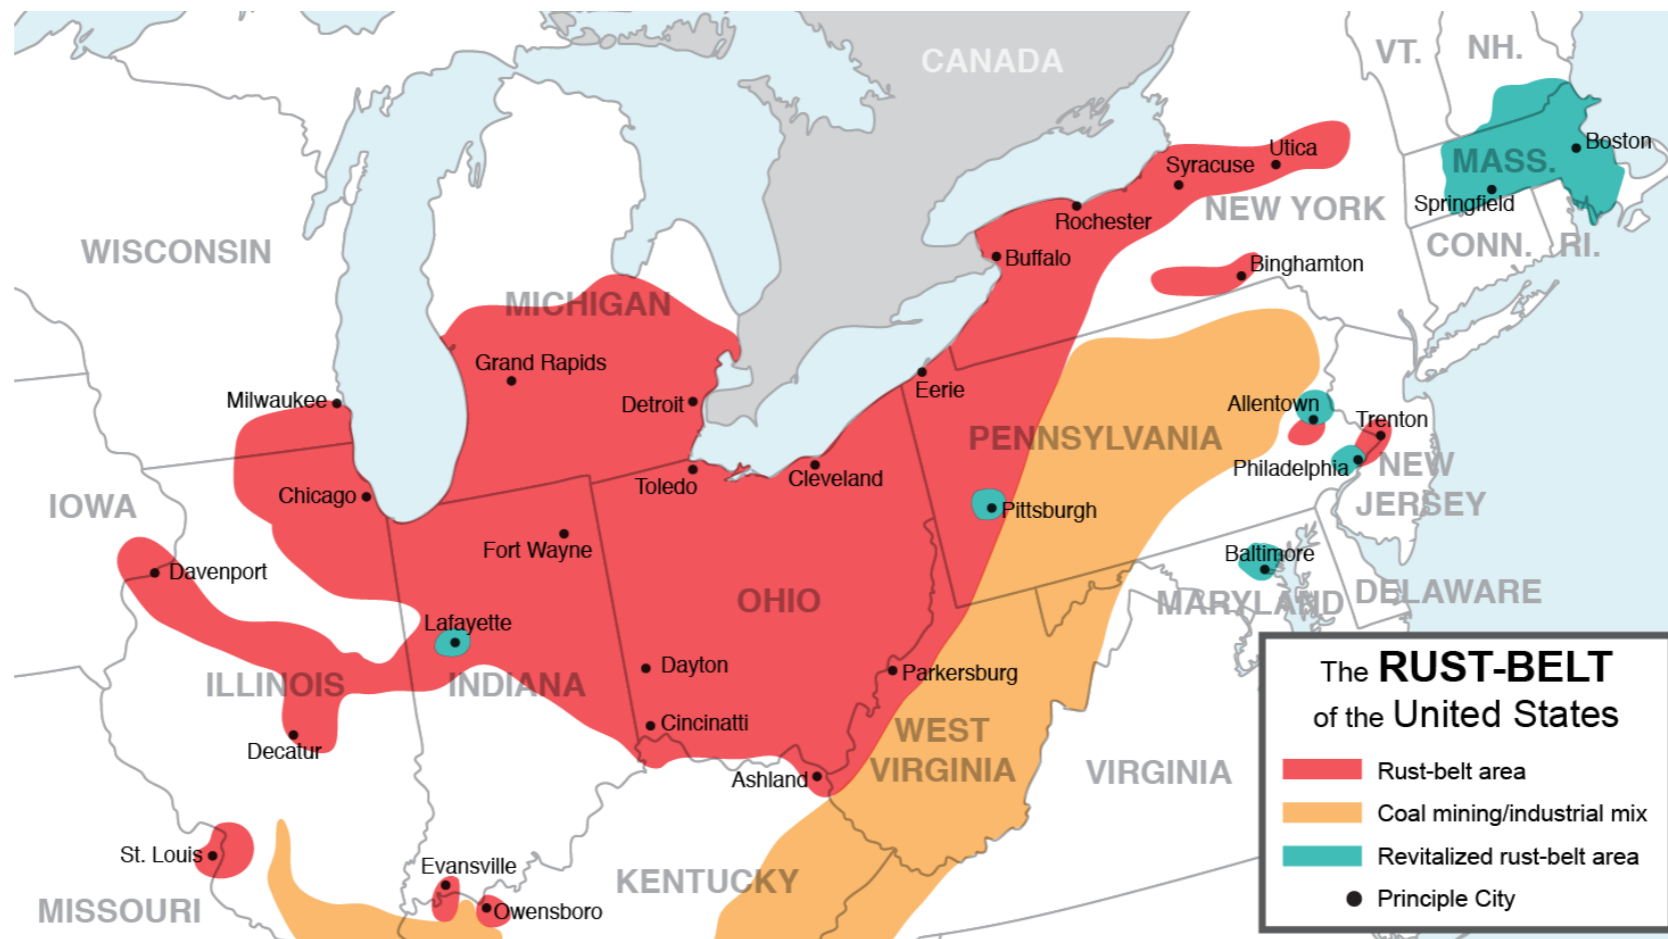 CANADA
VT.
NH.
Boston
MASS.
Utica
Syracuse
Springfield
NEW YORK
Rochester
WISCONSIN
CONN.
RI.
Buffalo
Binghamton
MICHIGAN
Grand Rapids
Milwaukee
Detroit
Eerie
Allentown
Trenton
PENNSYLVANIA
Philadelphia
NEW
JERSEY
Cleveland
Toledo
Chicago
IOWA
Pittsburgh
Fort Wayne
Baltimore
Davenport
OHIO
MARYLAND
DELAWARE
Lafayette
Dayton
Parkersburg
ILLINOIS
INDIANA
Cincinatti
WEST
VIRGINIA
Decatur
Ashland
VIRGINIA
St. Louis
Evansville
KENTUCKY
MISSOURI
Owensboro
The RUST-BELT
of the United States
Rust-belt area
Coal mining/industrial mix
Revitalized rust-belt area
Principle City